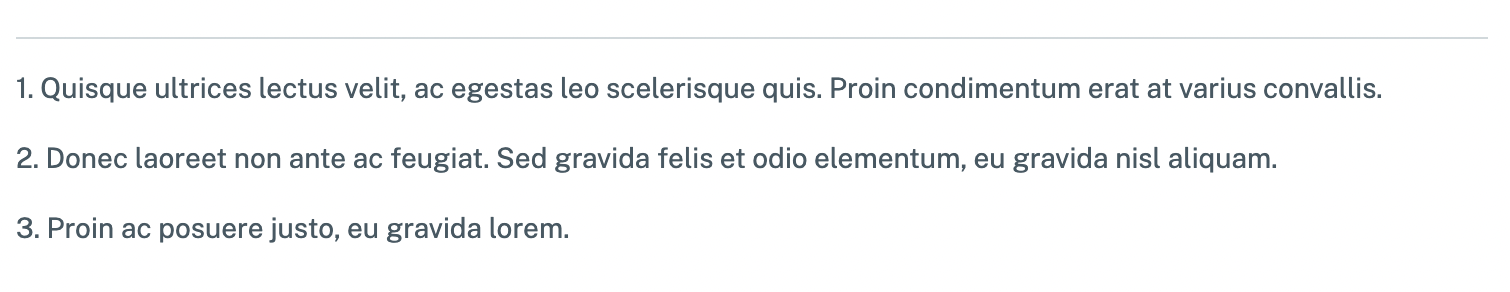 1. Quisque ultrices lectus velit, ac egestas leo scelerisque quis. Proin condimentum erat at varius convallis.
2. Donec laoreet non ante ac feugiat. Sed gravida felis et odio elementum, eu gravida nisl aliquam.
3. Proin ac posuere justo, eu gravida lorem.